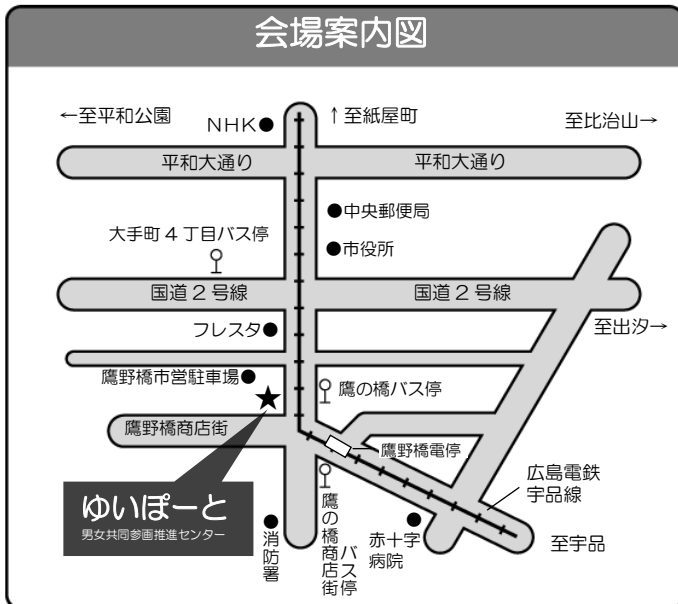 会場案内図
←至平和公園
NHK●
↑至紙屋町
至比治山→
平和大通り
平和大通り
●中央郵便局
大手町4丁目バス停
●市役所
国道2号線
国道2号線
フレスタ●
至出汐→
鷹野橋市営駐車場●
鷹の橋バス停
★
鷹野橋商店街
鷹野橋電停
広島電鉄
宇品線
ゆいぽーと
男女共同参画推進センター
消防署
鷹の橋商店街
バス停
赤十字
病院
至宇品